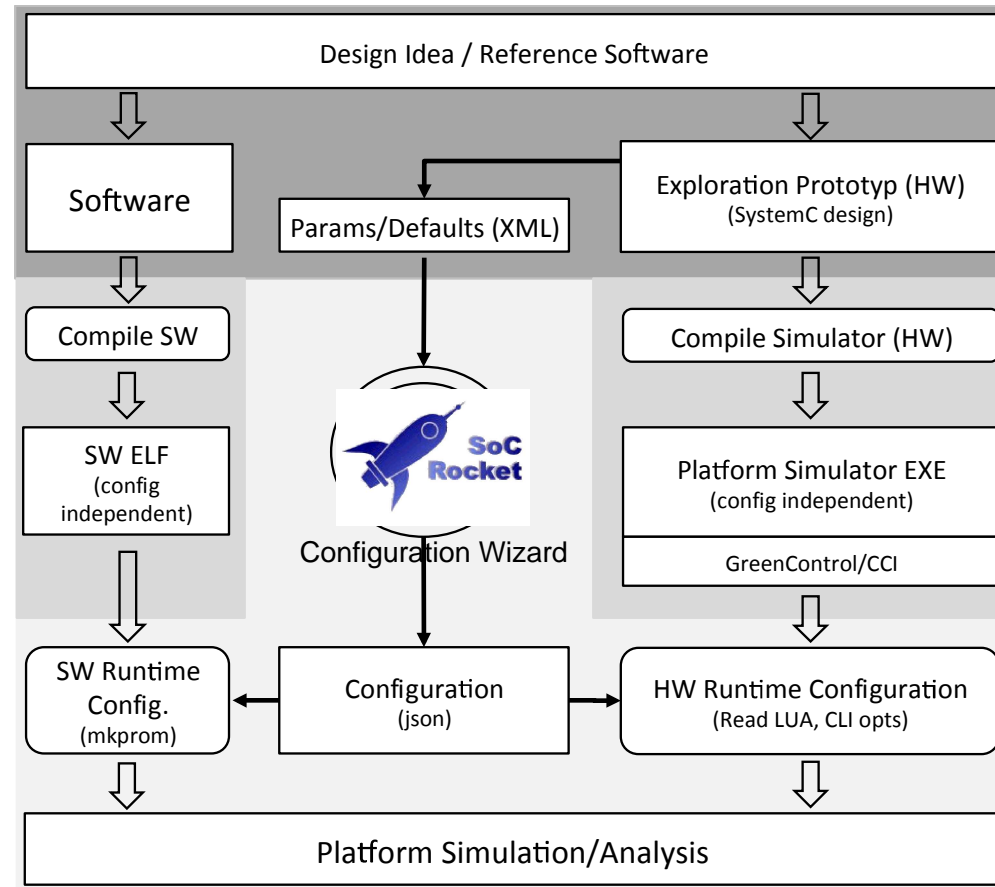 Design Idea / Reference Software
Software
Exploration Prototyp (HW)
(SystemC design)
Params/Defaults (XML)
Compile SW
Compile Simulator (HW)
SoC
Rocket
Configuration Wizard
SW ELF
(config
independent)
Platform Simulator EXE
(config independent)
GreenControl/CCI
SW Runtime
Config.
(mkprom)
Configuration
(json)
HW Runtime Configuration
(Read LUA, CLI opts)
Platform Simulation/Analysis